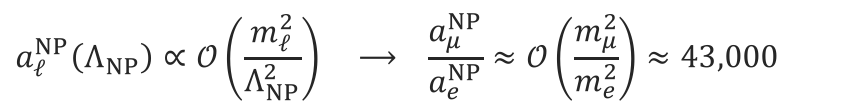 a_ℓ^NP(Λ_NP) ∝ 𝒪(m_ℓ^2/Λ_NP^2) → a_μ^NP/a_e^NP ≈ 𝒪(m_μ^2/m_e^2) ≈ 43,000